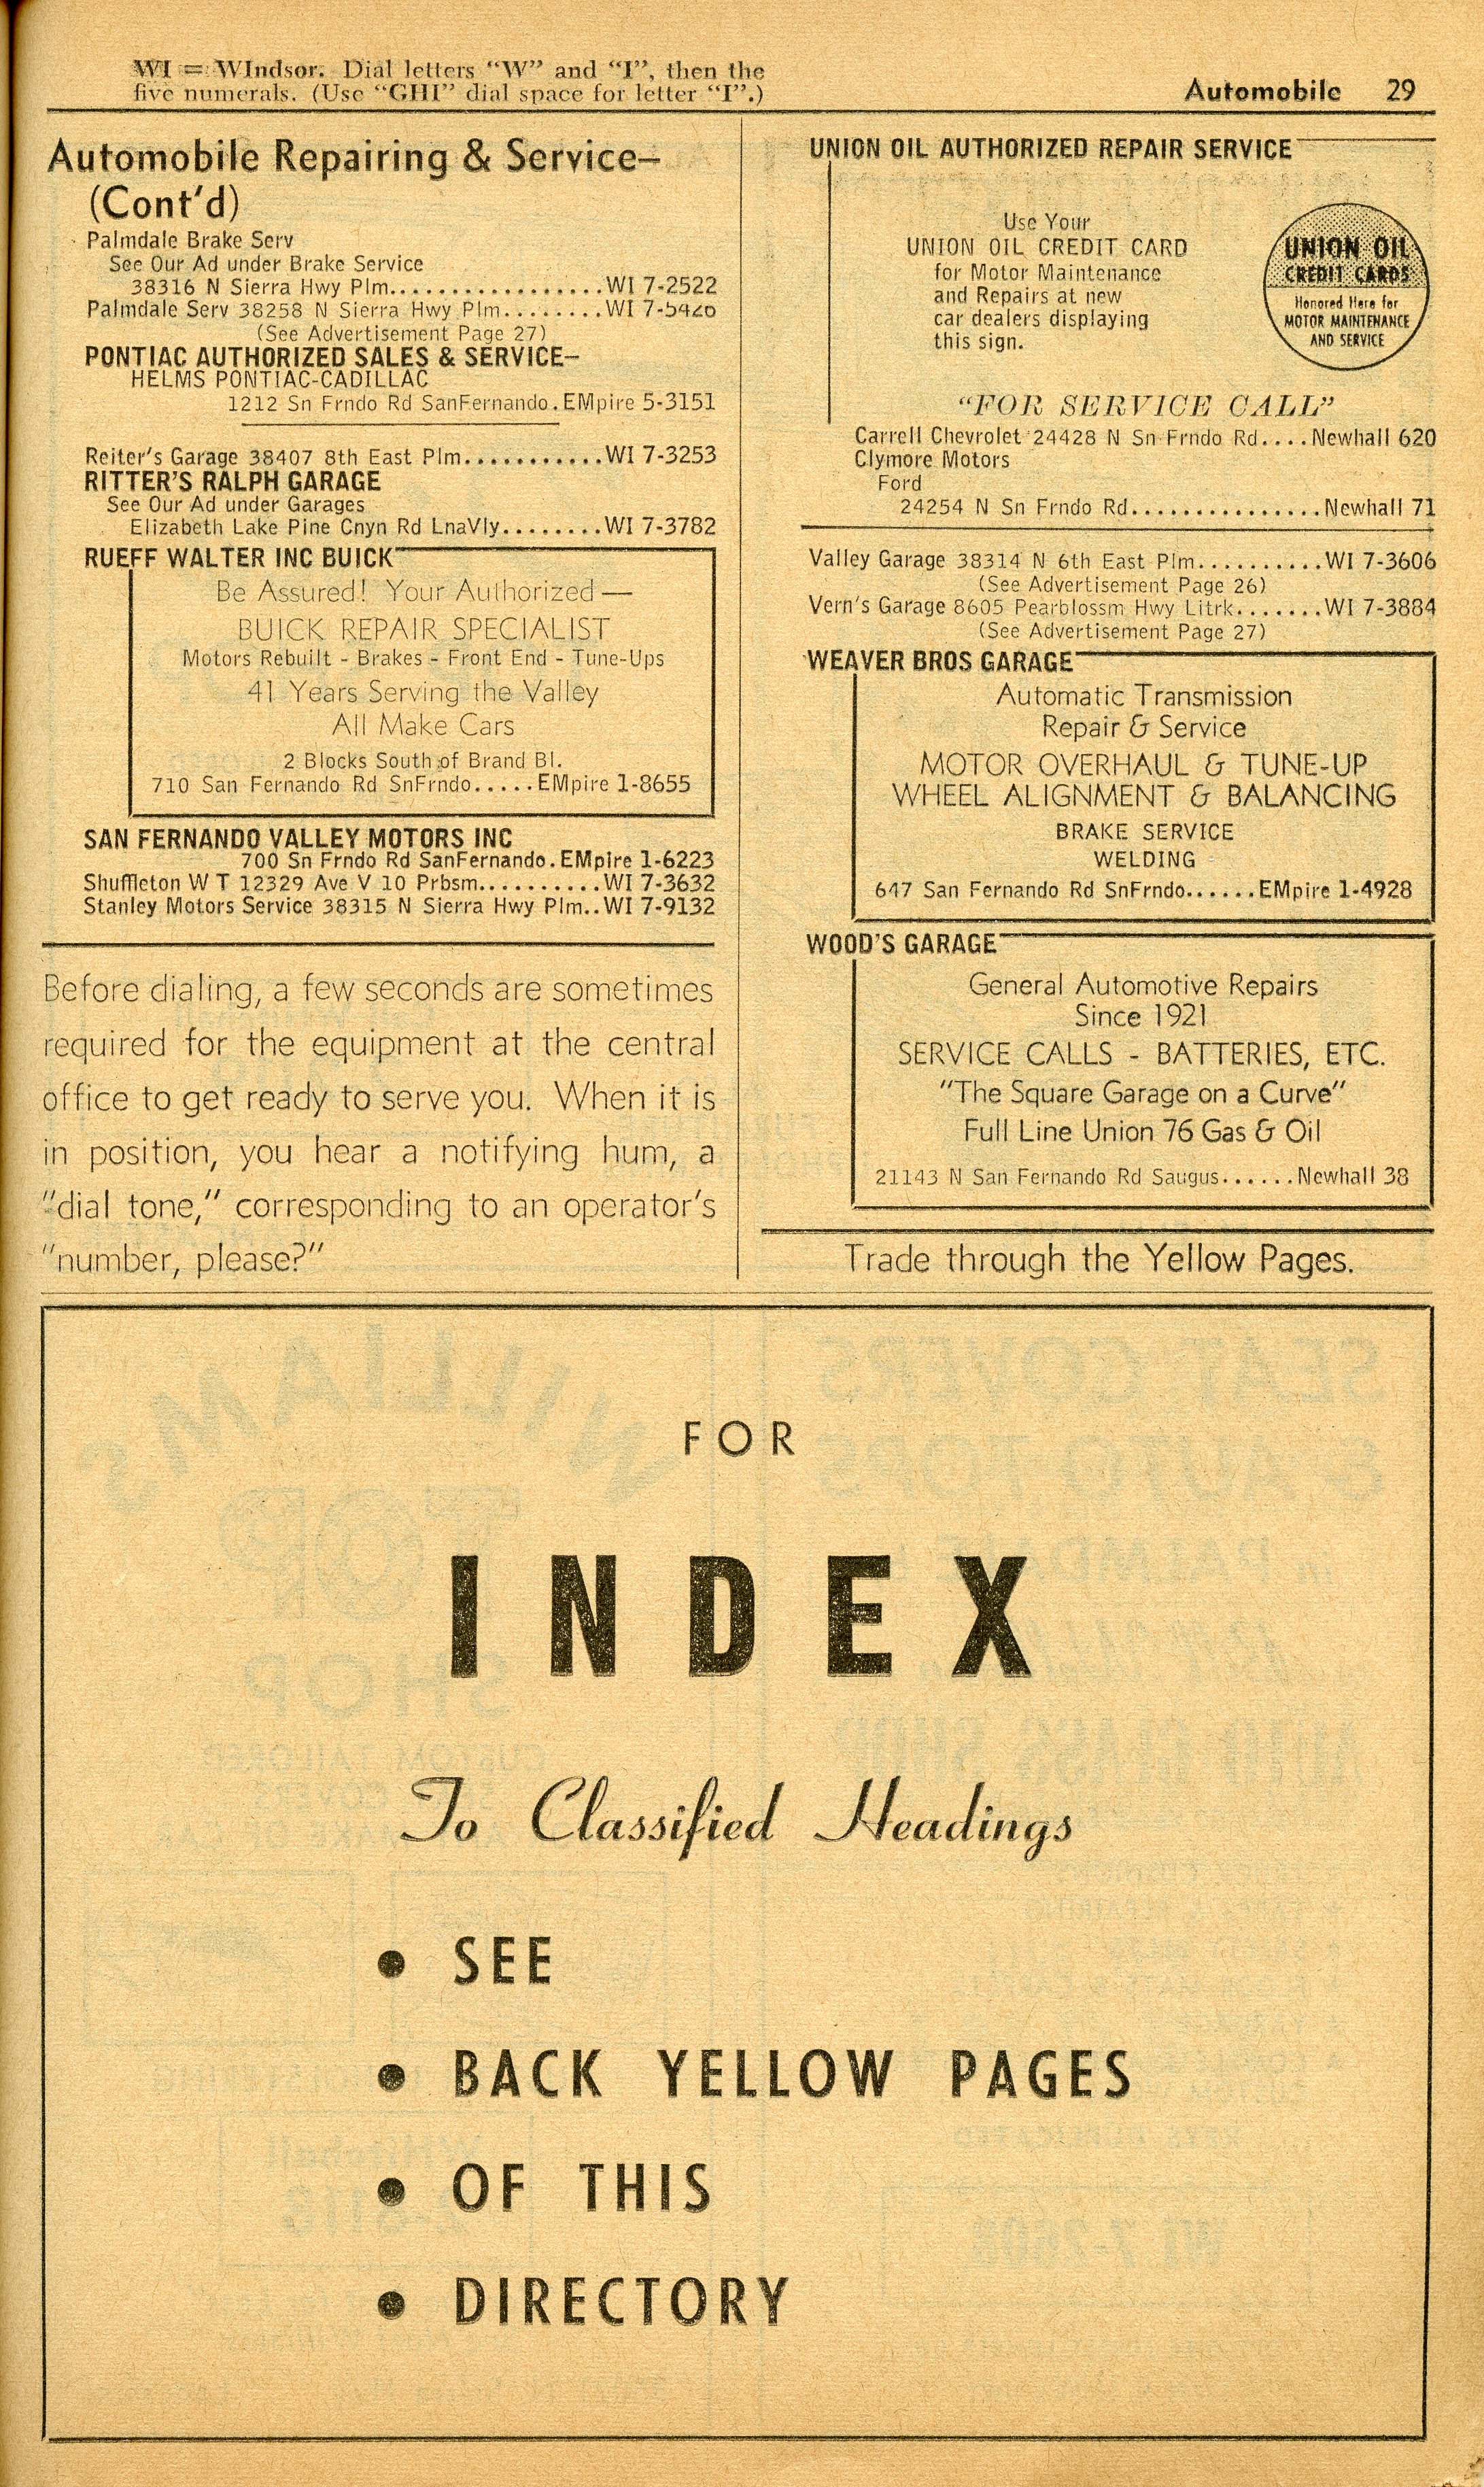 WI = WIndsor. Dial letters "W" and "I", then the
five numerals. (Use "GHI" dial space for letter "I".)
Automobile 29
Automobile Repairing & Service—
(Cont'd)
Palmdale Brake Serv
See Our Ad under Brake Service
38316 N Sierra Hwy Plm.................WI 7-2522
Palmdale Serv 38258 N Sierra Hwy Plm........WI 7-5426
(See Advertisement Page 27)
PONTIAC AUTHORIZED SALES & SERVICE—
HELMS PONTIAC-CADILLAC
1212 Sn Frndo Rd SanFernando.EMpire 5-3151
Reiter's Garage 38407 8th East Plm...........WI 7-3253
RITTER'S RALPH GARAGE
See Our Ad under Garages
Elizabeth Lake Pine Cnyn Rd LnaVly........WI 7-3782
RUEFF WALTER INC BUICK
Be Assured! Your Authorized—
BUICK REPAIR SPECIALIST
Motors Rebuilt - Brakes - Front End - Tune-Ups
41 Years Serving the Valley
All Make Cars
2 Blocks South of Brand Bl.
710 San Fernando Rd SnFrndo.....EMpire 1-8655
SAN FERNANDO VALLEY MOTORS INC
700 Sn Frndo Rd SanFernando.EMpire 1-6223
Shuffleton W T 12329 Ave V 10 Prbsm..........WI 7-3632
Stanley Motors Service 38315 N Sierra Hwy Plm..WI 7-9132
Before dialing, a few seconds are sometimes
required for the equipment at the central
office to get ready to serve you. When it is
in position, you hear a notifying hum, a
"dial tone," corresponding to an operator's
"number, please?"
UNION OIL AUTHORIZED REPAIR SERVICE
Use Your
UNION OIL CREDIT CARD
for Motor Maintenance
and Repairs at new
car dealers displaying
this sign.
UNION OIL
CREDIT CARDS
Honored Here for
MOTOR MAINTENANCE
AND SERVICE
"FOR SERVICE CALL"
Carrell Chevrolet 24428 N Sn Frndo Rd....Newhall 620
Clymore Motors
Ford
24254 N Sn Frndo Rd...............Newhall 71
Valley Garage 38314 N 6th East Plm..........WI 7-3606
(See Advertisement Page 26)
Vern's Garage 8605 Pearblossm Hwy Litrk.......WI 7-3884
(See Advertisement Page 27)
WEAVER BROS GARAGE
Automatic Transmission
Repair & Service
MOTOR OVERHAUL & TUNE-UP
WHEEL ALIGNMENT & BALANCING
BRAKE SERVICE
WELDING
647 San Fernando Rd SnFrndo......EMpire 1-4928
WOOD'S GARAGE
General Automotive Repairs
Since 1921
SERVICE CALLS - BATTERIES, ETC.
"The Square Garage on a Curve"
Full Line Union 76 Gas & Oil
21143 N San Fernando Rd Saugus......Newhall 38
Trade through the Yellow Pages.
FOR
INDEX
To Classified Headings
• SEE
• BACK YELLOW PAGES
• OF THIS
• DIRECTORY